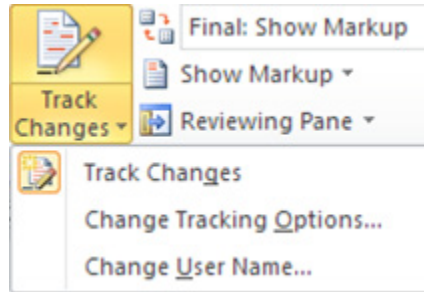 Final: Show Markup
Show Markup
Track
Changes
Reviewing Pane
Track Changes
Change Tracking Options...
Change User Name...